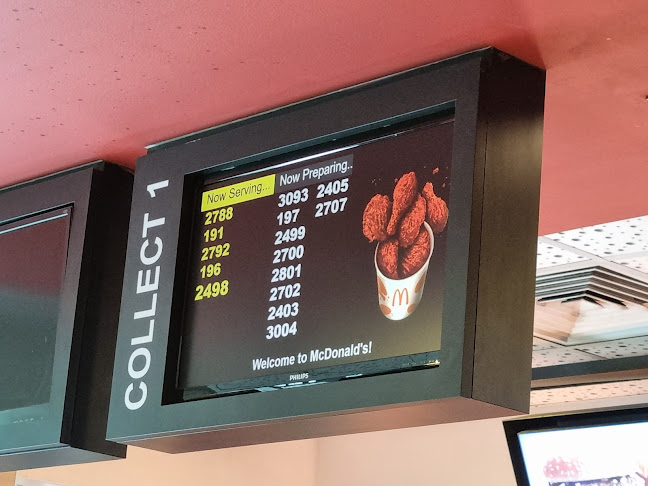 COLLECT 1
Now Serving...
2788
191
2792
196
2498
Now Preparing..
3093 2405
197 2707
2499
2700
2801
2702
2403
3004
Welcome to McDonald's!
PHILIPS